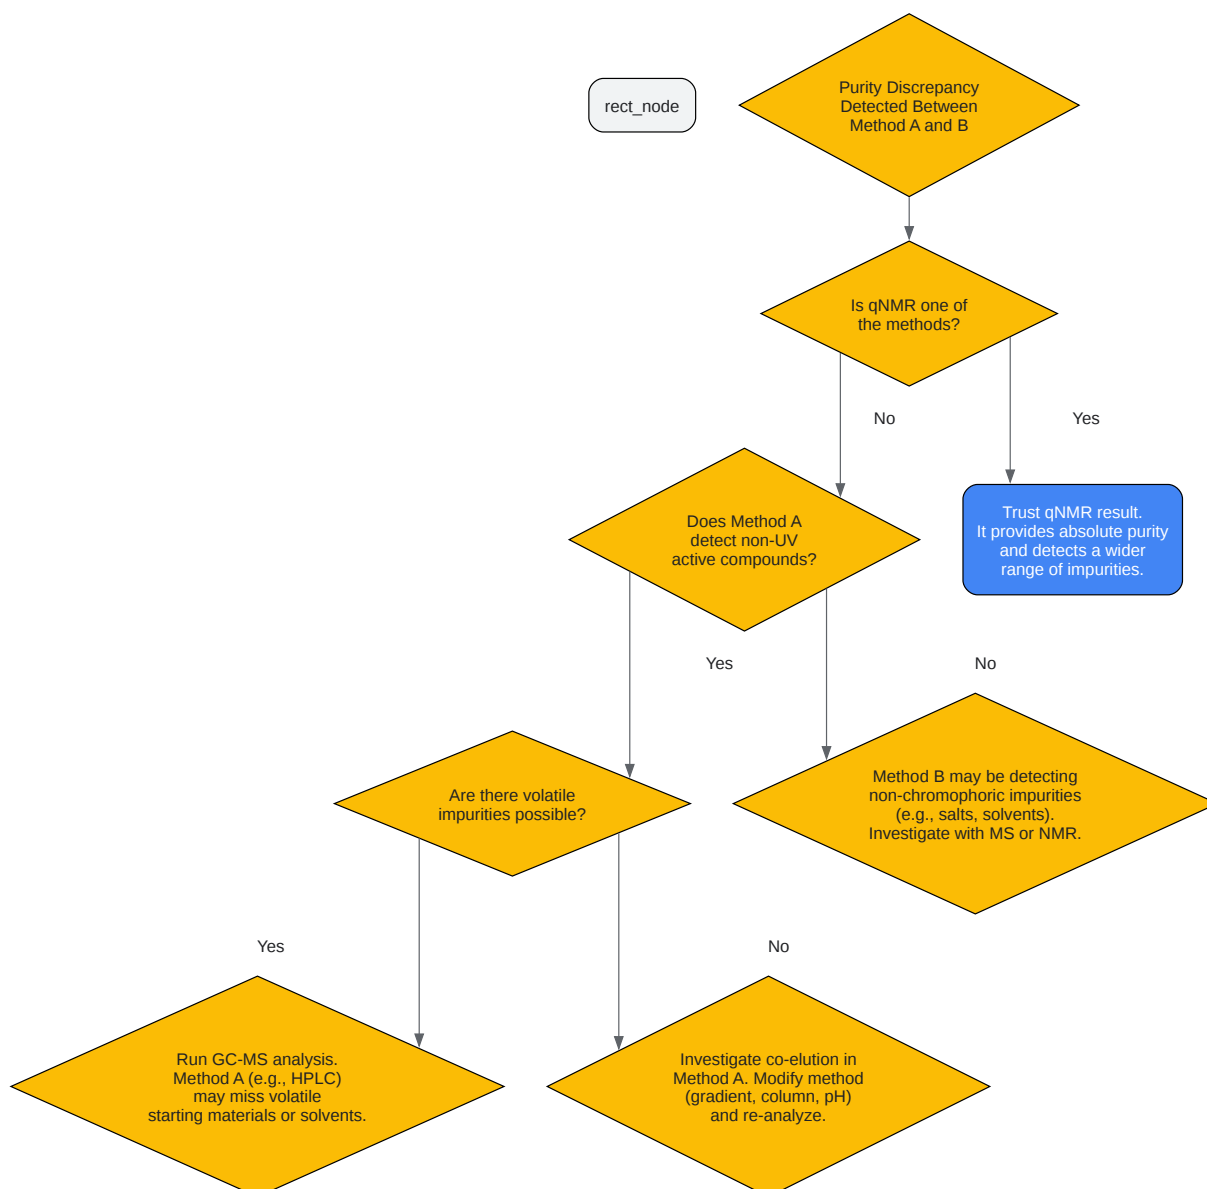 rect_node
Purity Discrepancy
Detected Between
Method A and B
Is qNMR one of
the methods?
No
Yes
Does Method A
detect non-UV
active compounds?
Trust qNMR result.
It provides absolute purity
and detects a wider
range of impurities.
Yes
No
Are there volatile
impurities possible?
Method B may be detecting
non-chromophoric impurities
(e.g., salts, solvents).
Investigate with MS or NMR.
Yes
No
Run GC-MS analysis.
Method A (e.g., HPLC)
may miss volatile
starting materials or solvents.
Investigate co-elution in
Method A. Modify method
(gradient, column, pH)
and re-analyze.